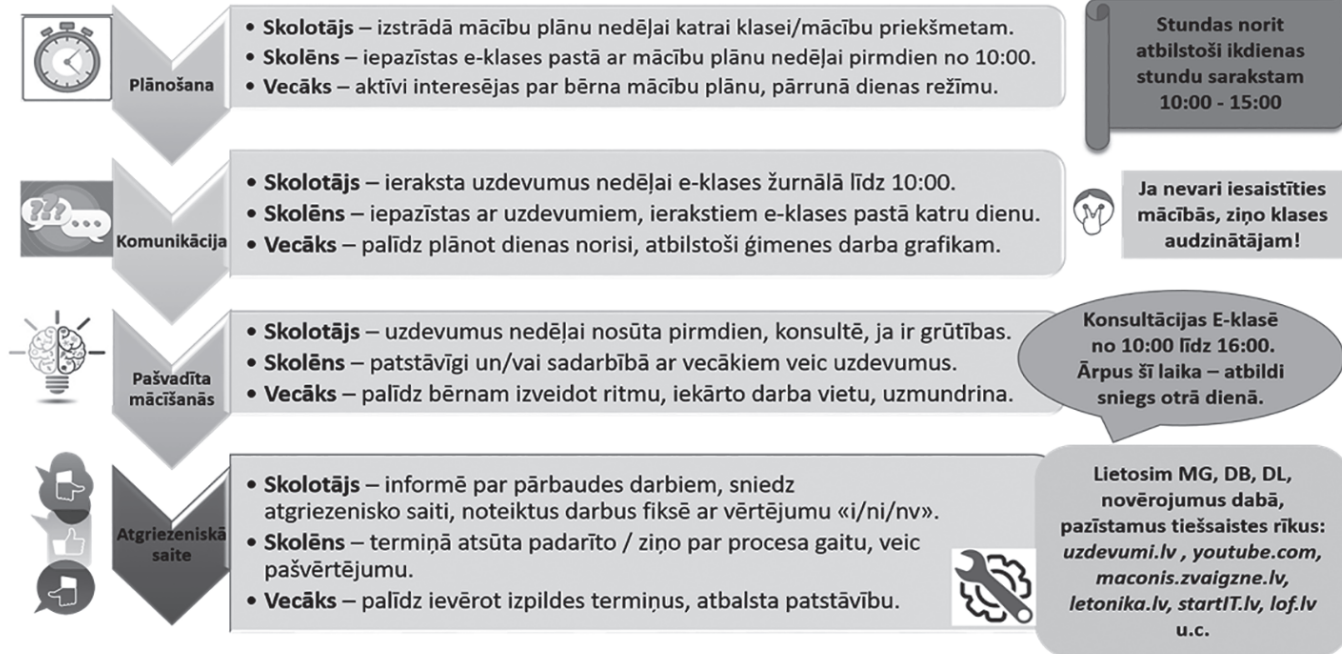 Plānošana
• Skolotājs – izstrādā mācību plānu nedēļai katrai klasei/mācību priekšmetam.
• Skolēns – iepazīstas e-klases pastā ar mācību plānu nedēļai pirmdien no 10:00.
• Vecāks – aktīvi interesējas par bērna mācību plānu, pārrunā dienas režīmu.
Stundas norit
atbilstoši ikdienas
stundu sarakstam
10:00 - 15:00
???
Komunikācija
• Skolotājs – ieraksta uzdevumus nedēļai e-klases žurnālā līdz 10:00.
• Skolēns – iepazīstas ar uzdevumiem, ierakstiem e-klases pastā katru dienu.
• Vecāks – palīdz plānot dienas norisi, atbilstoši ģimenes darba grafikam.
Ja nevari iesaistīties
mācībās, ziņo klases
audzinātājam!
Pašvadīta
mācīšanās
• Skolotājs – uzdevumus nedēļai nosūta pirmdien, konsultē, ja ir grūtības.
• Skolēns – patstāvīgi un/vai sadarbībā ar vecākiem veic uzdevumus.
• Vecāks – palīdz bērnam izveidot ritmu, iekārto darba vietu, uzmundrina.
Konsultācijas E-klasē
no 10:00 līdz 16:00.
Ārpus šī laika – atbildi
sniegs otrā dienā.
Atgriezeniskā
saite
• Skolotājs – informē par pārbaudes darbiem, sniedz
atgriezenisko saiti, noteiktus darbus fiksē ar vērtējumu «i/ni/nv».
• Skolēns – termiņā atsūta padarīto / ziņo par procesa gaitu, veic
pašvērtējumu.
• Vecāks – palīdz ievērot izpildes termiņus, atbalsta patstāvību.
Lietosim MG, DB, DL,
novērojumus dabā,
pazīstamus tiešsaistes rīkus:
uzdevumi.lv , youtube.com,
maconis.zvaigzne.lv,
letonika.lv, startIT.lv, lof.lv
u.c.